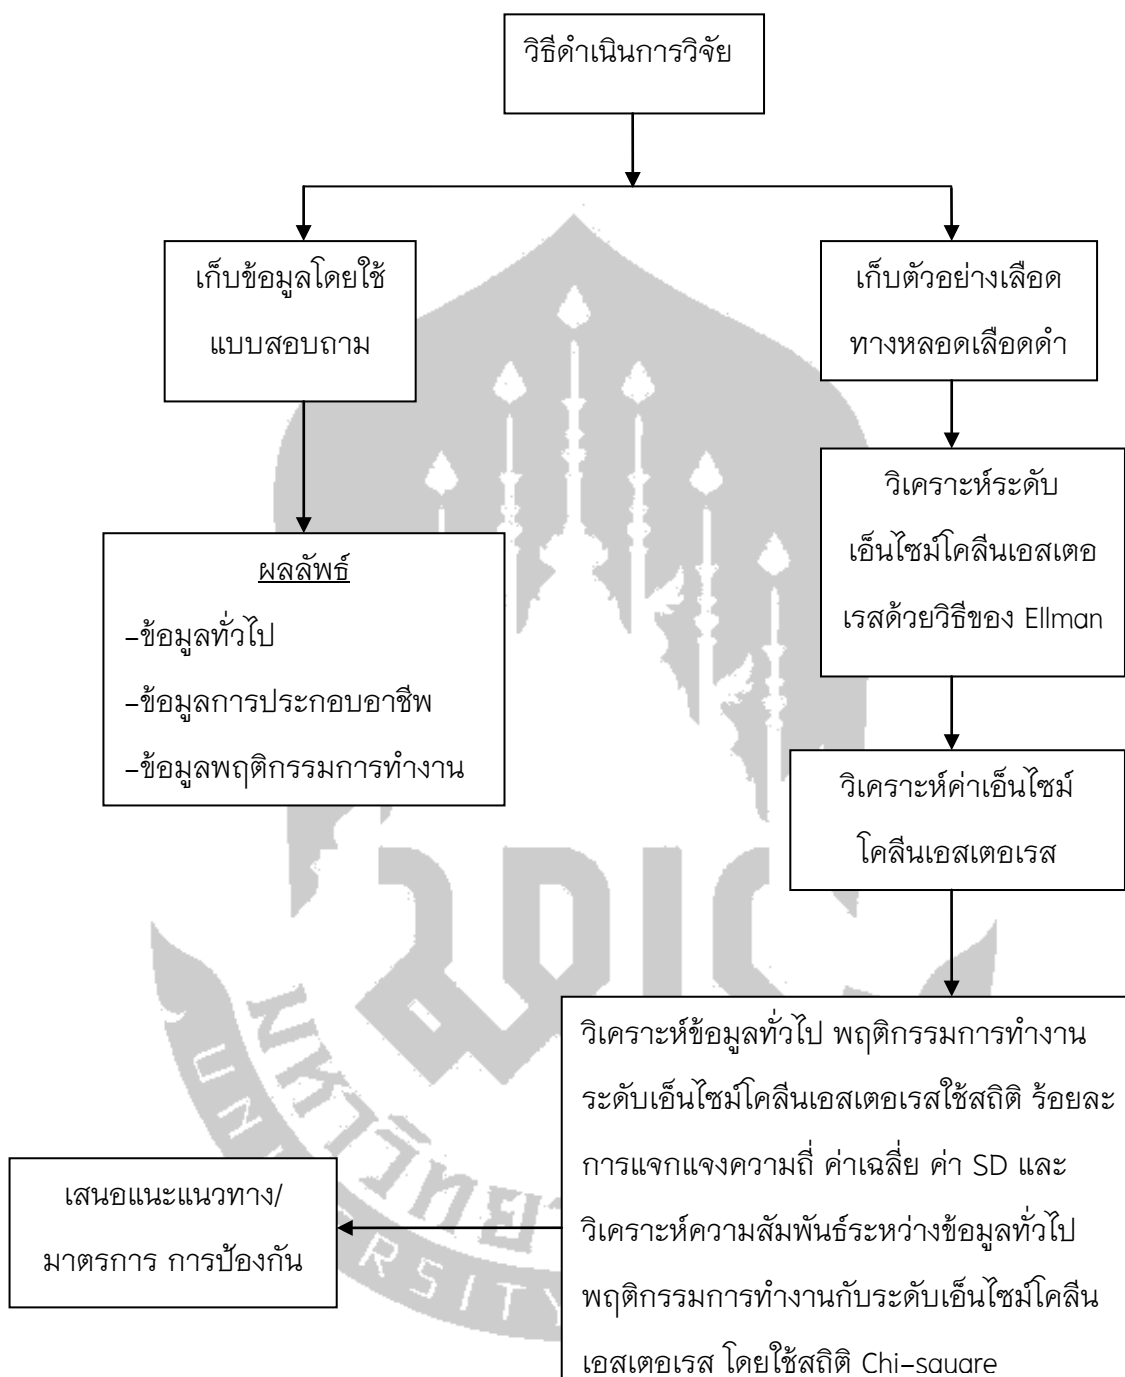 วิธีดำเนินการวิจัย
เก็บข้อมูลโดยใช้
แบบสอบถาม
เก็บตัวอย่างเลือด
ทางหลอดเลือดดำ
ผลลัพธ์
-ข้อมูลทั่วไป
-ข้อมูลการประกอบอาชีพ
-ข้อมูลพฤติกรรมการทำงาน
วิเคราะห์ระดับ
เอ็นไซม์โคลีนเอสเตอ
เรสด้วยวิธีของ Ellman
วิเคราะห์ค่าเอ็นไซม์
โคลีนเอสเตอเรส
วิเคราะห์ข้อมูลทั่วไป พฤติกรรมการทำงาน
ระดับเอ็นไซม์โคลีนเอสเตอเรสใช้สถิติ ร้อยละ
การแจกแจงความถี่ ค่าเฉลี่ย ค่า SD และ
วิเคราะห์ความสัมพันธ์ระหว่างข้อมูลทั่วไป
พฤติกรรมการทำงานกับระดับเอ็นไซม์โคลีน
เอสเตอเรส โดยใช้สถิติ Chi-square
เสนอแนะแนวทาง/
มาตรการ การป้องกัน